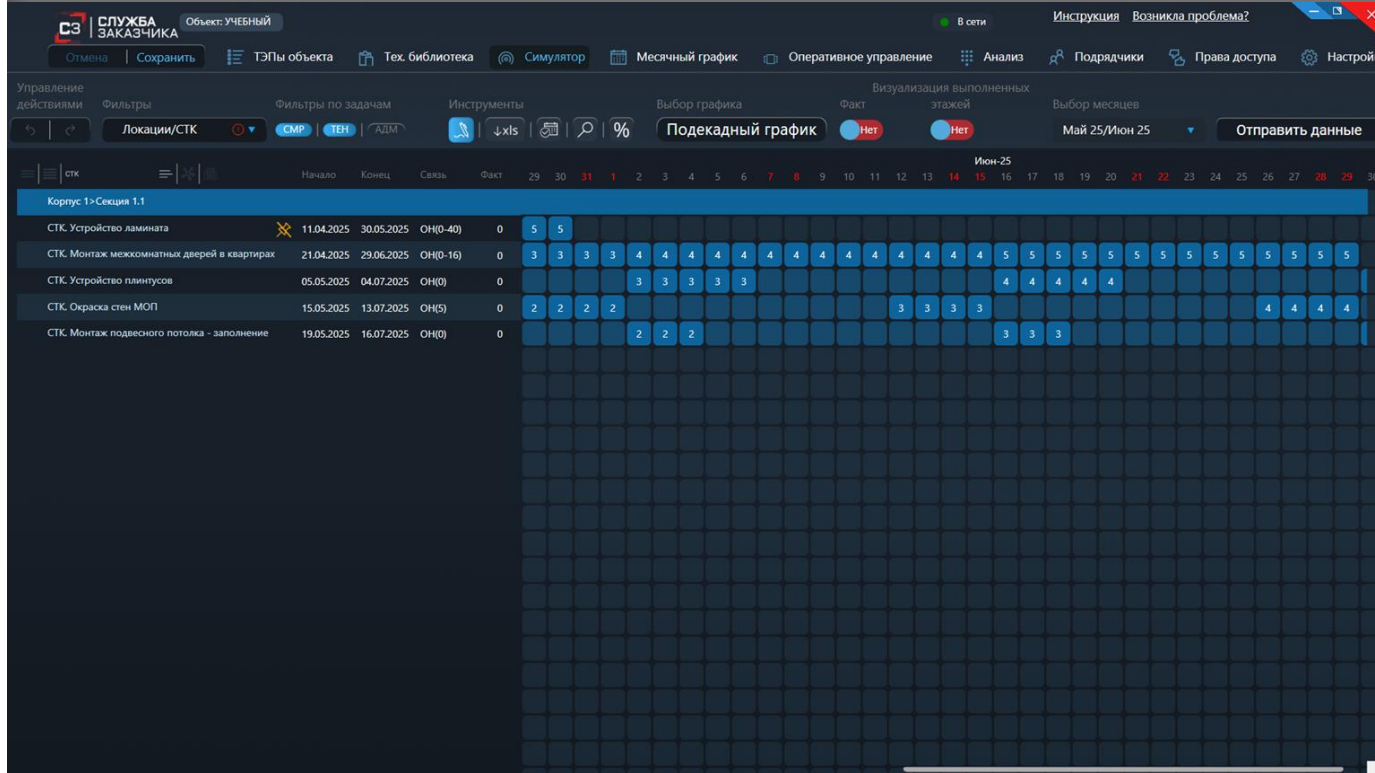 СЗ СЛУЖБА ЗАКАЗЧИКА Объект: УЧЕБНЫЙ В сети Инструкция Возникла проблема?
Отмена Сохранить ТЭПы объекта Тех. библиотека Симулятор Месячный график Оперативное управление Анализ Подрядчики Права доступа Настрой
Управление действиями Фильтры Фильтры по задачам Инструменты Выбор графика Визуализация выполненных Факт этажей Выбор месяцев
Локации/СТК СМР ТЕН АДМ ↓xls % Подекадный график Нет Нет Май 25/Июн 25 Отправить данные
Июн-25
СТК Начало Конец Связь Факт 29 30 31 1 2 3 4 5 6 7 8 9 10 11 12 13 14 15 16 17 18 19 20 21 22 23 24 25 26 27 28 29 30
Корпус 1>Секция 1.1
СТК. Устройство ламината 11.04.2025 30.05.2025 ОН(0-40) 0 5 5
СТК. Монтаж межкомнатных дверей в квартирах 21.04.2025 29.06.2025 ОН(0-16) 0 3 3 3 3 4 4 4 4 4 4 4 4 4 4 4 4 4 4 5 5 5 5 5 5 5 5 5 5 5 5 5 5
СТК. Устройство плинтусов 05.05.2025 04.07.2025 ОН(0) 0 3 3 3 3 3 4 4 4 4 4
СТК. Окраска стен МОП 15.05.2025 13.07.2025 ОН(5) 0 2 2 2 2 3 3 3 3 4 4 4 4
СТК. Монтаж подвесного потолка - заполнение 19.05.2025 16.07.2025 ОН(0) 0 2 2 2 3 3 3